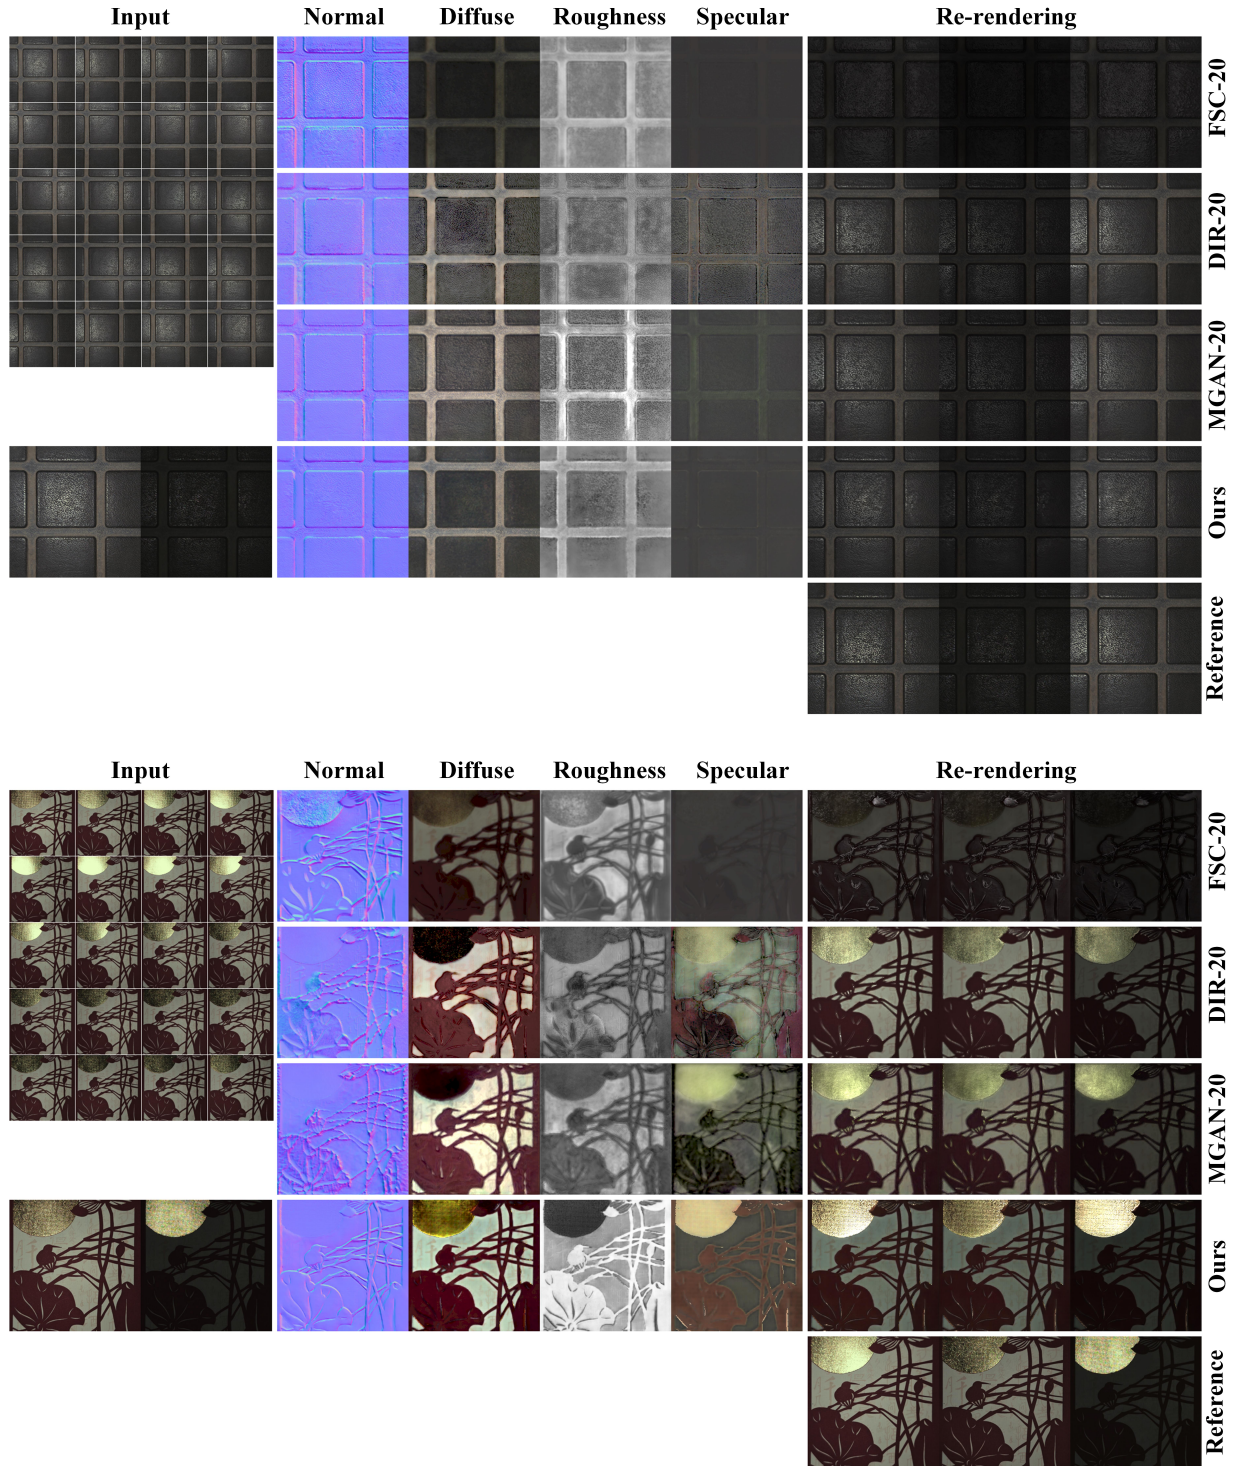 Input Normal Diffuse Roughness Specular Re-rendering
FSC-20
DIR-20
MGAN-20
Ours
Reference
Input Normal Diffuse Roughness Specular Re-rendering
FSC-20
DIR-20
MGAN-20
Ours
Reference